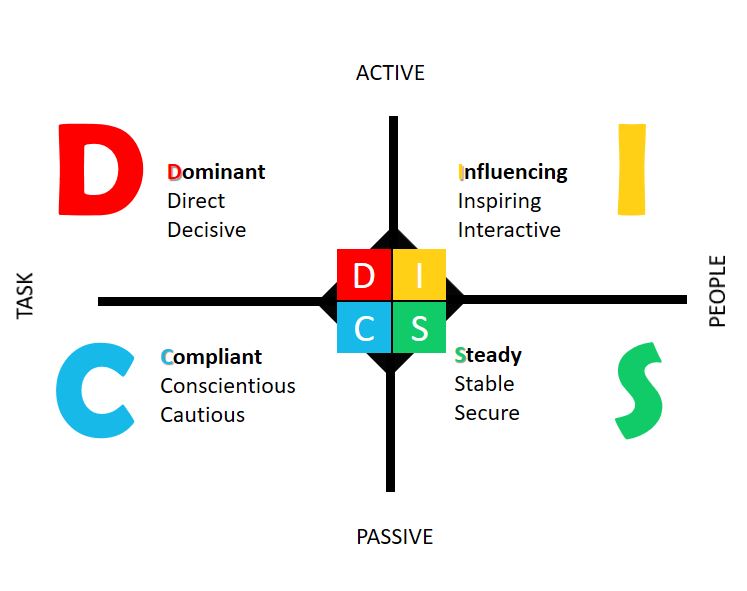 ACTIVE
D
Dominant
Direct
Decisive
Influencing
Inspiring
Interactive
I
TASK
D I
C S
PEOPLE
C
Compliant
Conscientious
Cautious
Steady
Stable
Secure
S
PASSIVE